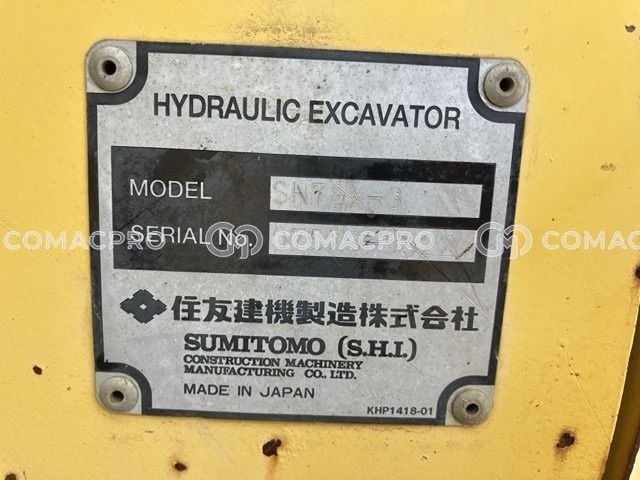 HYDRAULIC EXCAVATOR
MODEL
SERIAL No.
COMACPRO COMACPRO COM
住友建機製造株式会社
SUMITOMO (S.H.I.)
CONSTRUCTION MACHINERY
MANUFACTURING CO., LTD.
MADE IN JAPAN
KHP1418-01